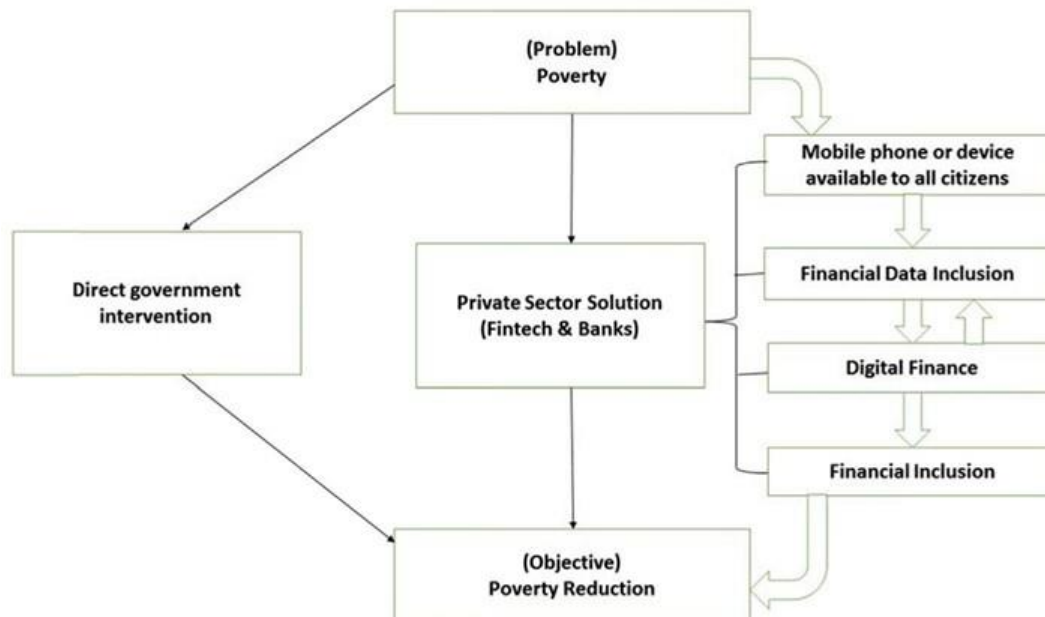 (Problem)
Poverty
Mobile phone or device
available to all citizens
Direct government
intervention
Private Sector Solution
(Fintech & Banks)
Financial Data Inclusion
Digital Finance
Financial Inclusion
(Objective)
Poverty Reduction